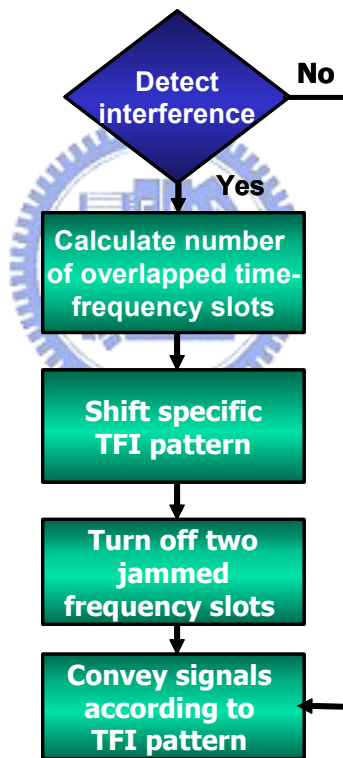 Detect
interference
No
Yes
Calculate number
of overlapped time-
frequency slots
Shift specific
TFI pattern
Turn off two
jammed
frequency slots
Convey signals
according to
TFI pattern